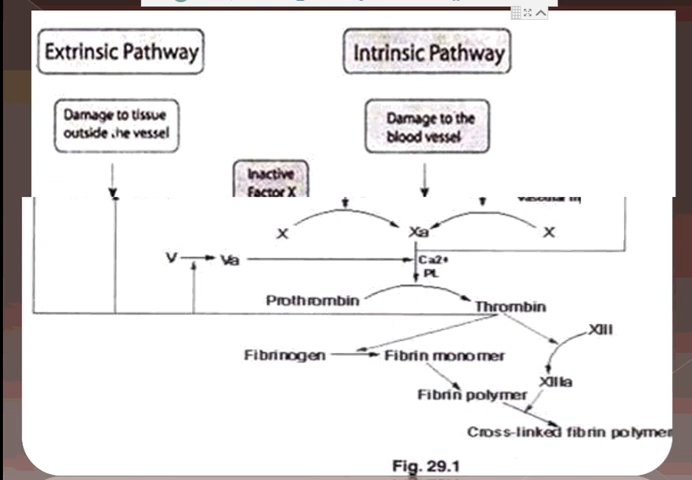 Extrinsic Pathway
Intrinsic Pathway
Damage to tissue
outside the vessel
Damage to the
blood vessel
Inactive
Factor X
X
Xa
X
V
Va
Ca2+
PL
Prothrombin
Thrombin
XIII
Fibrinogen
Fibrin monomer
XIIIa
Fibrin polymer
Cross-linked fibrin polymer
Fig. 29.1